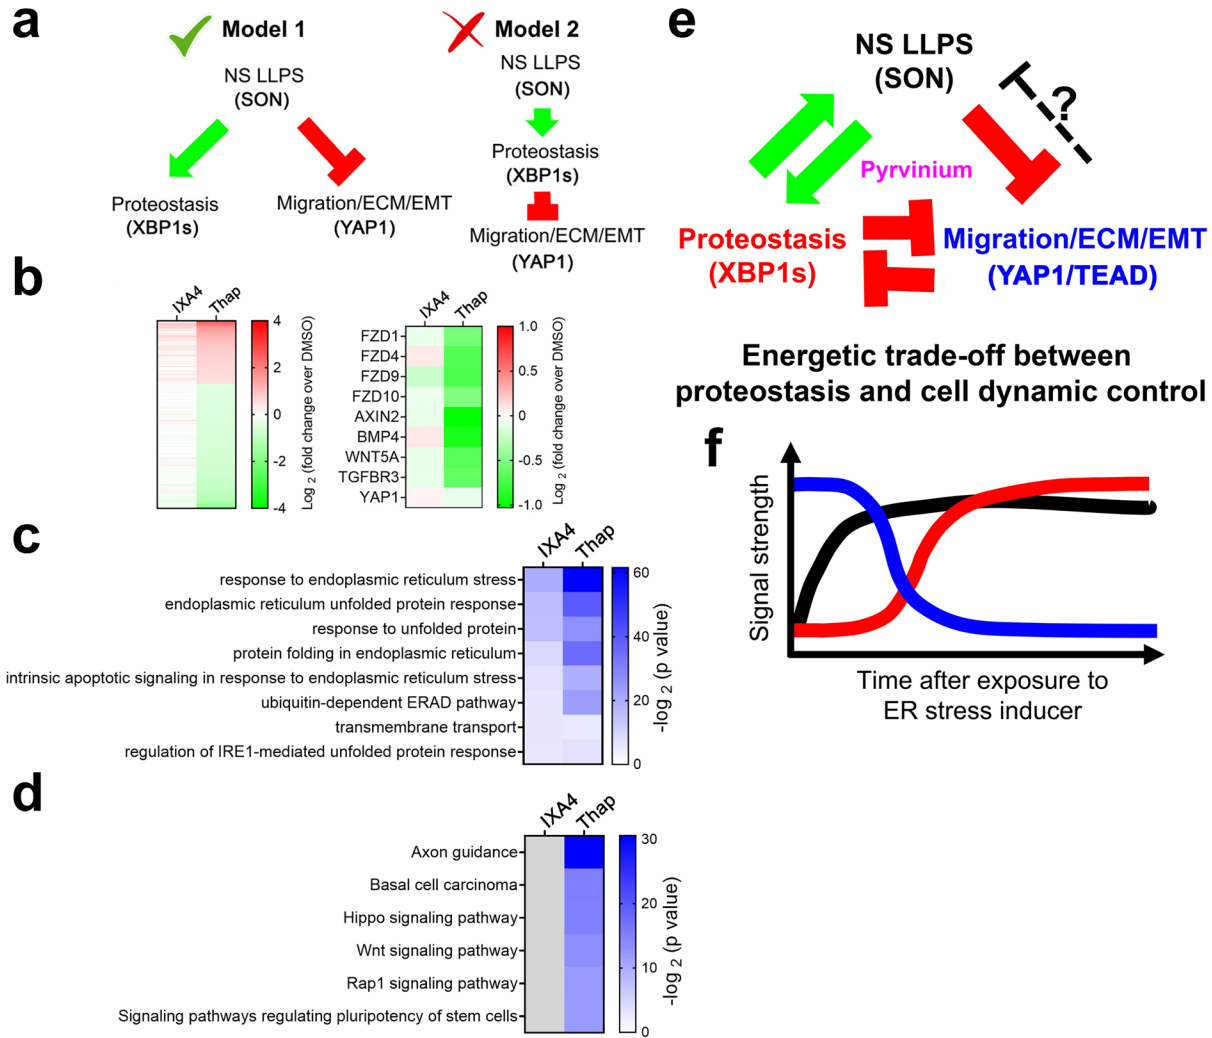 a
Model 1
NS LLPS
(SON)
Proteostasis
(XBP1s)
Migration/ECM/EMT
(YAP1)
Model 2
NS LLPS
(SON)
Proteostasis
(XBP1s)
Migration/ECM/EMT
(YAP1)
b
IXA4
Thap
4
2
0
-2
-4
Log 2 (fold change over DMSO)
IXA4
Thap
FZD1
FZD4
FZD9
FZD10
AXIN2
BMP4
WNT5A
TGFBR3
YAP1
1.0
0.5
0
-0.5
-1.0
Log 2 (fold change over DMSO)
c
IXA4
Thap
response to endoplasmic reticulum stress
endoplasmic reticulum unfolded protein response
response to unfolded protein
protein folding in endoplasmic reticulum
intrinsic apoptotic signaling in response to endoplasmic reticulum stress
ubiquitin-dependent ERAD pathway
transmembrane transport
regulation of IRE1-mediated unfolded protein response
60
40
20
0
-log 2 (p value)
d
IXA4
Thap
Axon guidance
Basal cell carcinoma
Hippo signaling pathway
Wnt signaling pathway
Rap1 signaling pathway
Signaling pathways regulating pluripotency of stem cells
30
20
10
0
-log 2 (p value)
e
NS LLPS
(SON)
?
Pyrvinium
Proteostasis
(XBP1s)
Migration/ECM/EMT
(YAP1/TEAD)
Energetic trade-off between
proteostasis and cell dynamic control
f
Signal strength
Time after exposure to
ER stress inducer